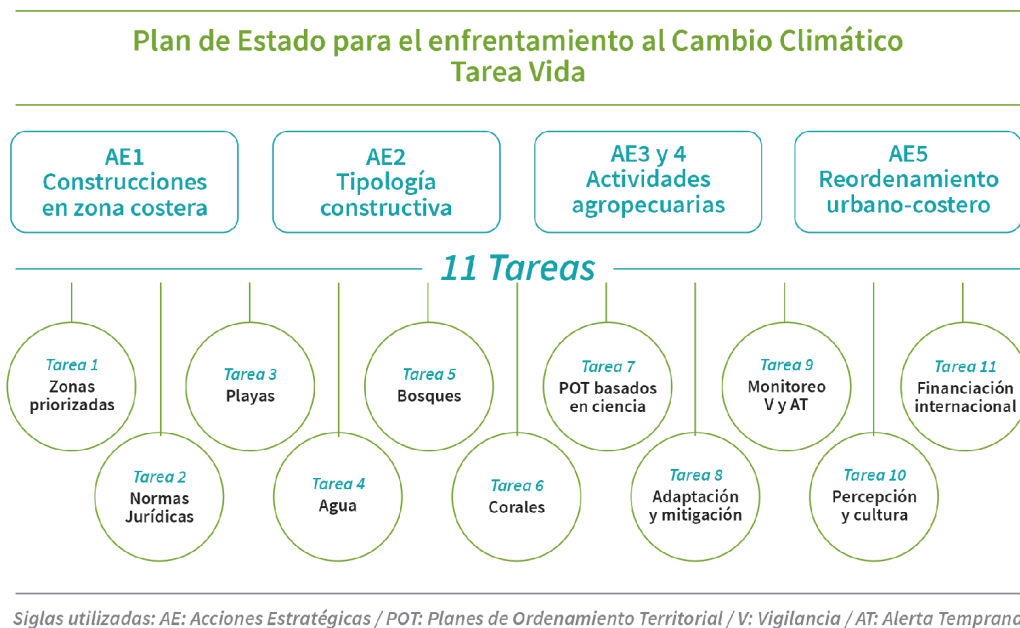 Plan de Estado para el enfrentamiento al Cambio Climático
Tarea Vida
AE1
Construcciones
en zona costera
AE2
Tipología
constructiva
AE3 y 4
Actividades
agropecuarias
AE5
Reordenamiento
urbano-costero
11 Tareas
Tarea 1
Zonas
priorizadas
Tarea 2
Normas
Jurídicas
Tarea 3
Playas
Tarea 4
Agua
Tarea 5
Bosques
Tarea 6
Corales
Tarea 7
POT basados
en ciencia
Tarea 8
Adaptación
y mitigación
Tarea 9
Monitoreo
V y AT
Tarea 10
Percepción
y cultura
Tarea 11
Financiación
internacional
Siglas utilizadas: AE: Acciones Estratégicas / POT: Planes de Ordenamiento Territorial / V: Vigilancia / AT: Alerta Temprana